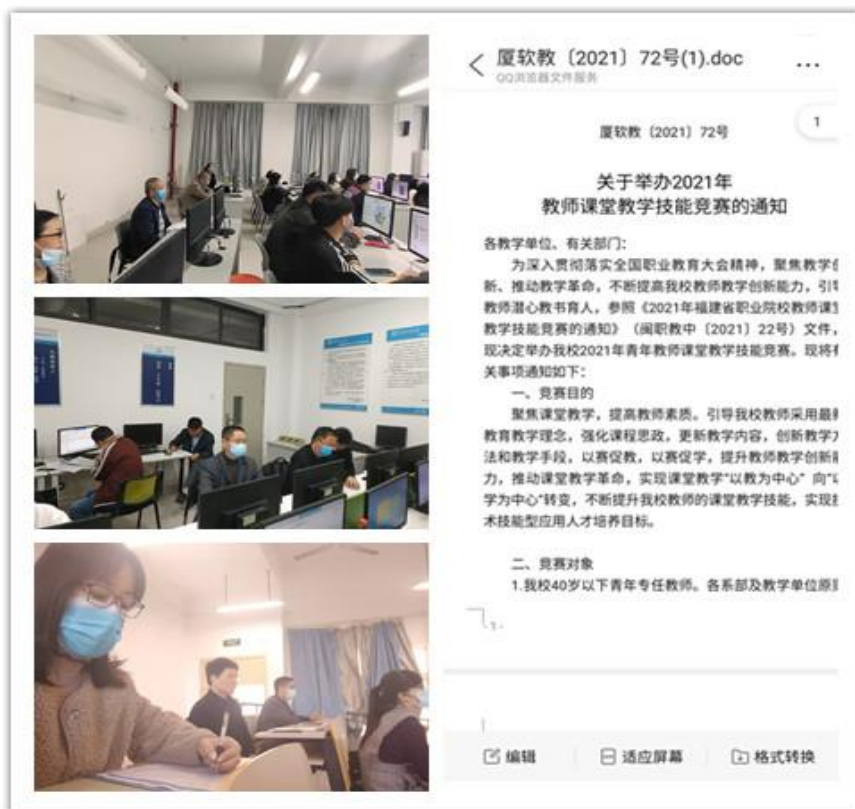 厦软教〔2021〕72号(1).doc
QQ浏览器文件服务
1
厦软教〔2021〕72号
关于举办2021年
教师课堂教学技能竞赛的通知
各教学单位、有关部门：
为深入贯彻落实全国职业教育大会精神，聚焦教学创
新、推动教学革命，不断提高我校教师教学创新能力，引导
教师潜心教书育人，参照《2021年福建省职业院校教师课堂
教学技能竞赛的通知》（闽职教中〔2021〕22号）文件，
现决定举办我校2021年青年教师课堂教学技能竞赛。现将有
关事项通知如下：
一、竞赛目的
聚焦课堂教学，提高教师素质。引导我校教师采用最新
教育教学理念，强化课程思政，更新教学内容，创新教学方
法和教学手段，以赛促教，以赛促学，提升教师教学创新能
力，推动课堂教学革命，实现课堂教学“以教为中心” 向“以
学为中心”转变，不断提升我校教师的课堂教学技能，实现技
术技能型应用人才培养目标。
二、竞赛对象
1.我校40岁以下青年专任教师。各系部及教学单位原则
编辑
适应屏幕
格式转换